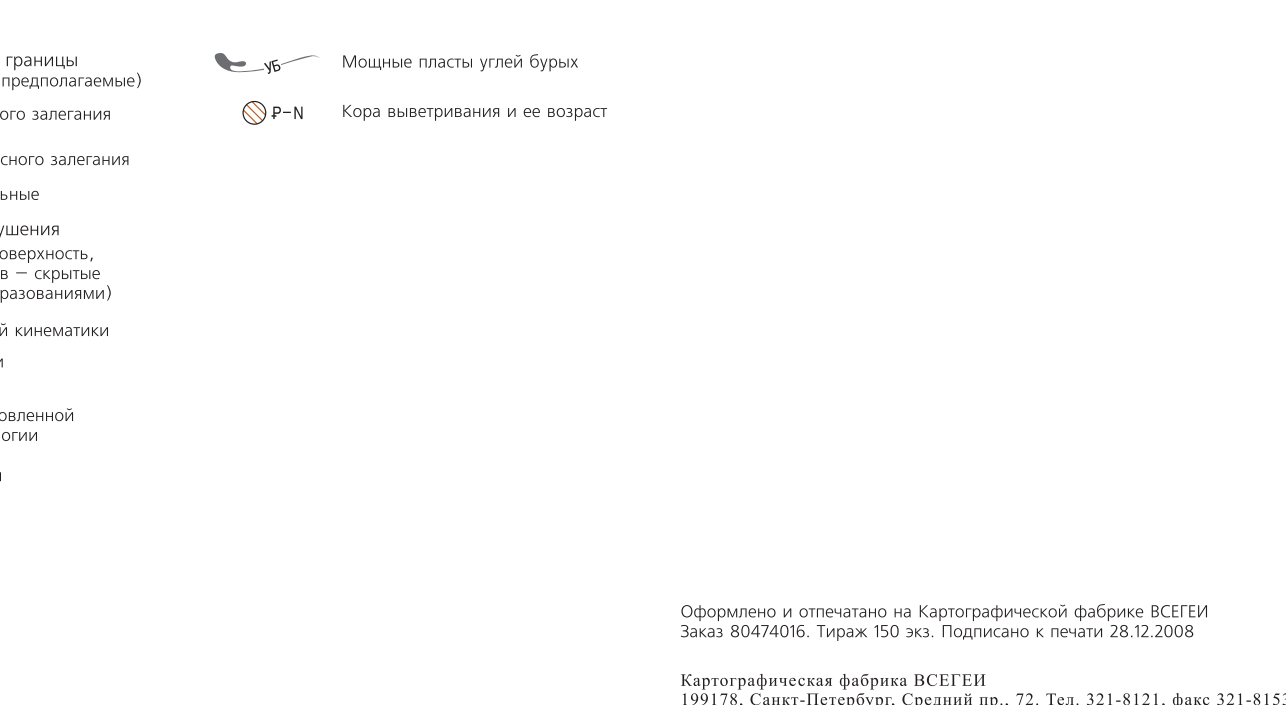 границы
предполагаемые)
ого залегания
сного залегания
ьные
ушения
оверхность,
в — скрытые
разованиями)
й кинематики
и
овленной
огии
УБ
Мощные пласты углей бурых
₽–N
Кора выветривания и ее возраст
Оформлено и отпечатано на Картографической фабрике ВСЕГЕИ
Заказ 80474016. Тираж 150 экз. Подписано к печати 28.12.2008
Картографическая фабрика ВСЕГЕИ
199178, Санкт-Петербург, Средний пр., 72. Тел. 321-8121, факс 321-8153